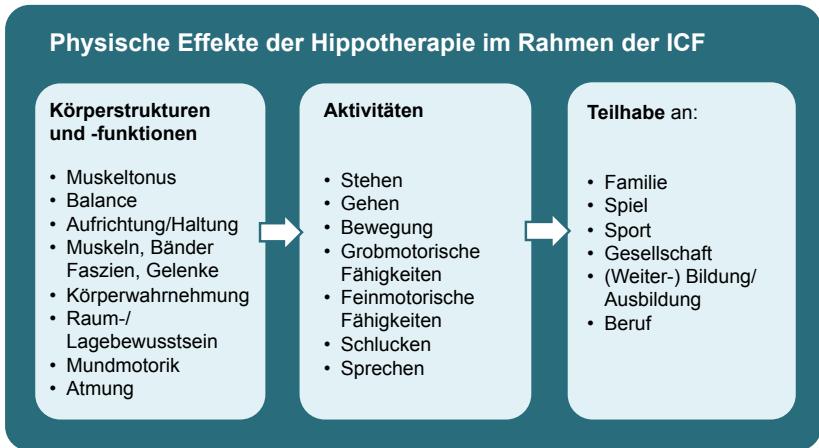 Physische Effekte der Hippotherapie im Rahmen der ICF
Körperstrukturen
und -funktionen
• Muskeltonus
• Balance
• Aufrichtung/Haltung
• Muskeln, Bänder
Faszien, Gelenke
• Körperwahrnehmung
• Raum-/
Lagebewusstsein
• Mundmotorik
• Atmung
Aktivitäten
• Stehen
• Gehen
• Bewegung
• Grobmotorische
Fähigkeiten
• Feinmotorische
Fähigkeiten
• Schlucken
• Sprechen
Teilhabe an:
• Familie
• Spiel
• Sport
• Gesellschaft
• (Weiter-) Bildung/
Ausbildung
• Beruf